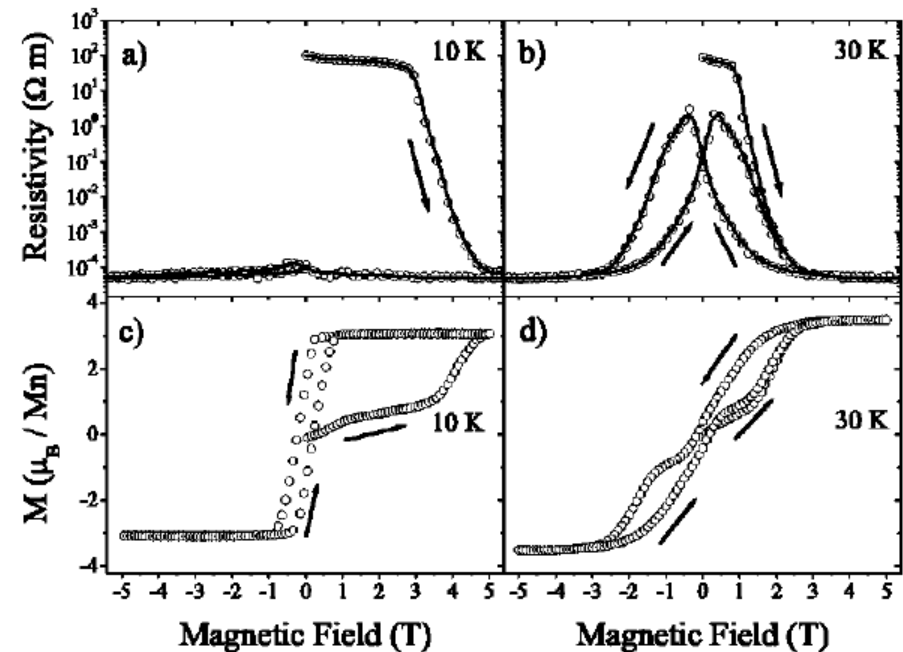 Resistivity (Ω m)
10³
10²
10¹
10⁰
10⁻¹
10⁻²
10⁻³
10⁻⁴
a)
10 K
b)
30 K
M (μ_B / Mn)
4
2
0
-2
-4
c)
10 K
d)
30 K
-5 -4 -3 -2 -1 0 1 2 3 4 5
-5 -4 -3 -2 -1 0 1 2 3 4 5
Magnetic Field (T)
Magnetic Field (T)